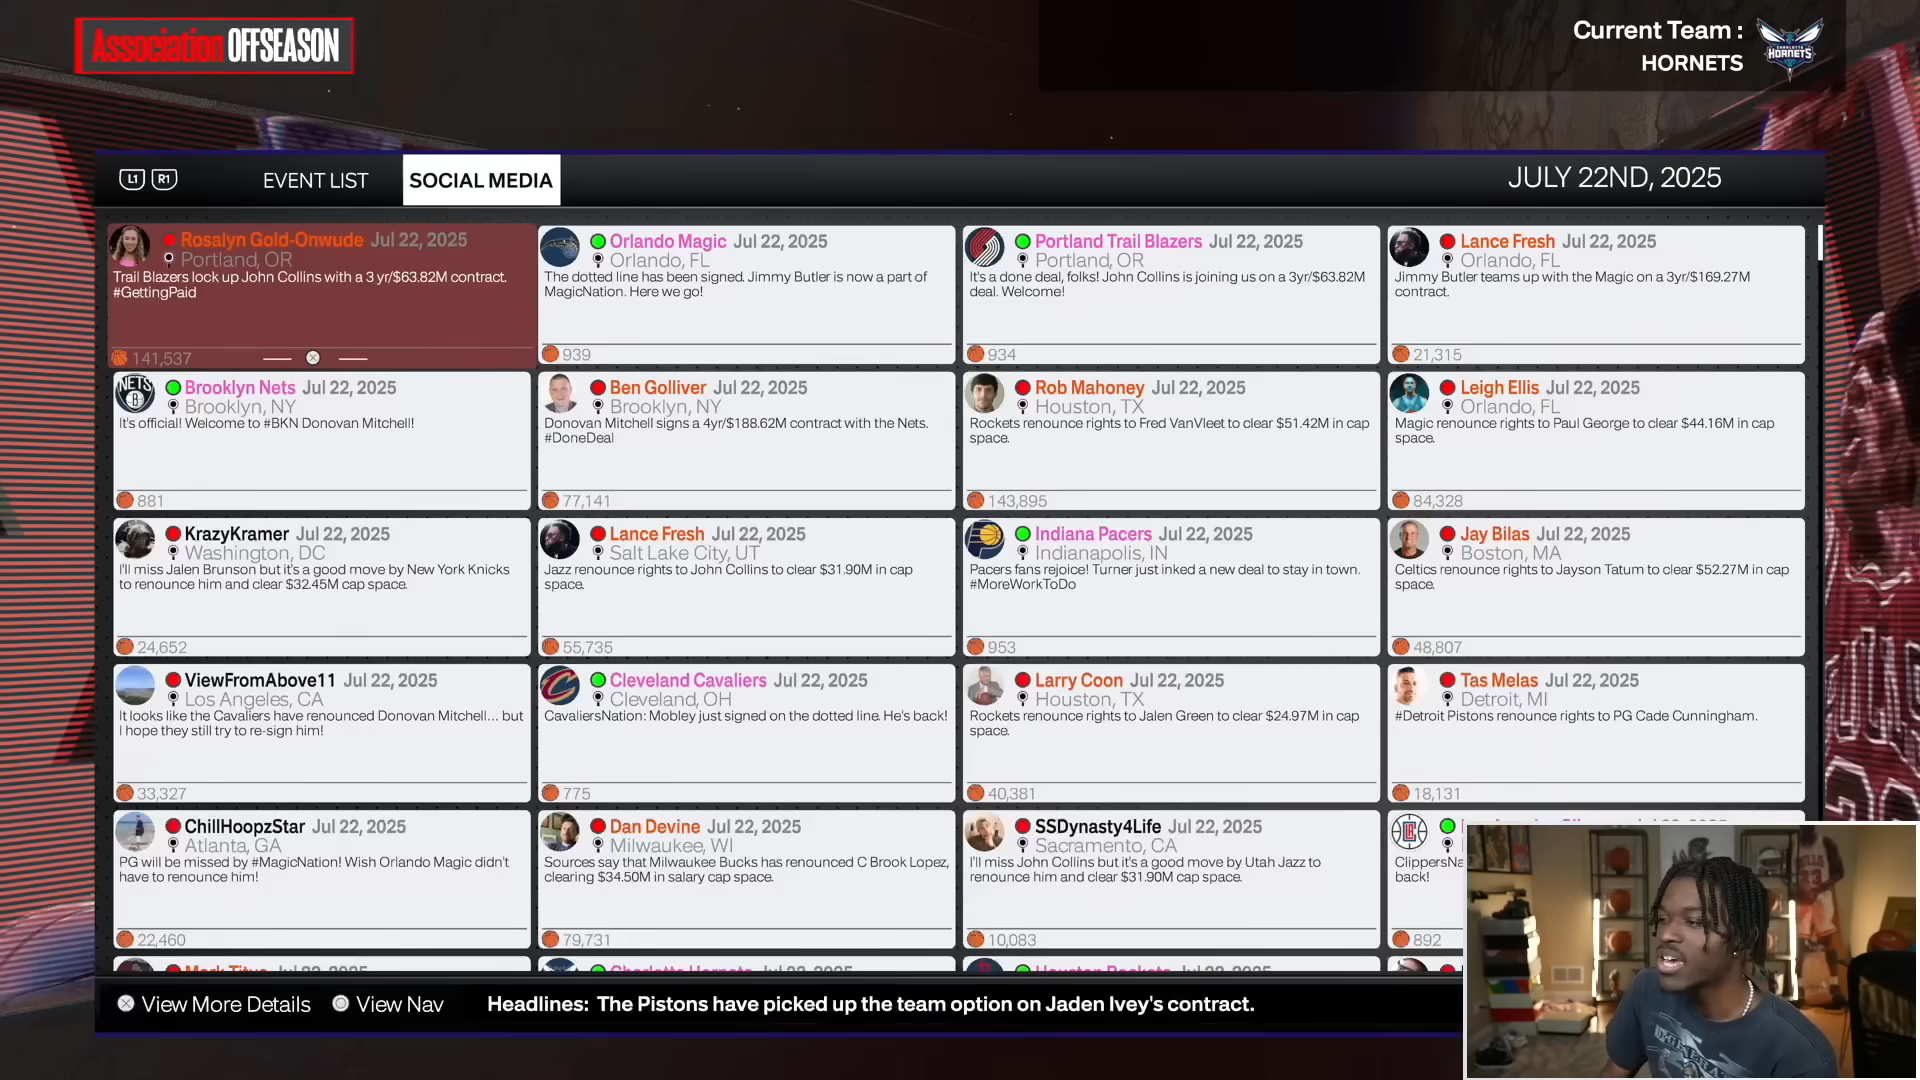 Association OFFSEASON
Current Team :
HORNETS
CHARLOTTE
HORNETS
L1 R1 EVENT LIST SOCIAL MEDIA JULY 22ND, 2025
Rosalyn Gold-Onwude Jul 22, 2025
Portland, OR
Trail Blazers lock up John Collins with a 3 yr/$63.82M contract.
#GettingPaid
141,537
Orlando Magic Jul 22, 2025
Orlando, FL
The dotted line has been signed. Jimmy Butler is now a part of
MagicNation. Here we go!
939
Portland Trail Blazers Jul 22, 2025
Portland, OR
It's a done deal, folks! John Collins is joining us on a 3yr/$63.82M
deal. Welcome!
934
Lance Fresh Jul 22, 2025
Orlando, FL
Jimmy Butler teams up with the Magic on a 3yr/$169.27M
contract.
21,315
NETS
B
Brooklyn Nets Jul 22, 2025
Brooklyn, NY
It's official! Welcome to #BKN Donovan Mitchell!
881
Ben Golliver Jul 22, 2025
Brooklyn, NY
Donovan Mitchell signs a 4yr/$188.62M contract with the Nets.
#DoneDeal
77,141
Rob Mahoney Jul 22, 2025
Houston, TX
Rockets renounce rights to Fred VanVleet to clear $51.42M in cap
space.
143,895
Leigh Ellis Jul 22, 2025
Orlando, FL
Magic renounce rights to Paul George to clear $44.16M in cap
space.
84,328
KrazyKramer Jul 22, 2025
Washington, DC
I'll miss Jalen Brunson but it's a good move by New York Knicks
to renounce him and clear $32.45M cap space.
24,652
Lance Fresh Jul 22, 2025
Salt Lake City, UT
Jazz renounce rights to John Collins to clear $31.90M in cap
space.
55,735
Indiana Pacers Jul 22, 2025
Indianapolis, IN
Pacers fans rejoice! Turner just inked a new deal to stay in town.
#MoreWorkToDo
953
Jay Bilas Jul 22, 2025
Boston, MA
Celtics renounce rights to Jayson Tatum to clear $52.27M in cap
space.
48,807
ViewFromAbove11 Jul 22, 2025
Los Angeles, CA
It looks like the Cavaliers have renounced Donovan Mitchell... but
I hope they still try to re-sign him!
33,327
Cleveland Cavaliers Jul 22, 2025
Cleveland, OH
CavaliersNation: Mobley just signed on the dotted line. He's back!
775
Larry Coon Jul 22, 2025
Houston, TX
Rockets renounce rights to Jalen Green to clear $24.97M in cap
space.
40,381
Tas Melas Jul 22, 2025
Detroit, MI
#Detroit Pistons renounce rights to PG Cade Cunningham.
18,131
ChillHoopzStar Jul 22, 2025
Atlanta, GA
PG will be missed by #MagicNation! Wish Orlando Magic didn't
have to renounce him!
22,460
Dan Devine Jul 22, 2025
Milwaukee, WI
Sources say that Milwaukee Bucks has renounced C Brook Lopez,
clearing $34.50M in salary cap space.
79,731
SSDynasty4Life Jul 22, 2025
Sacramento, CA
I'll miss John Collins but it's a good move by Utah Jazz to
renounce him and clear $31.90M cap space.
10,083
ClippersNa
back!
892
Mark Titus Jul 22, 2025
Charlotte Hornets Jul 22, 2025
Houston Rockets Jul 22, 2025
View More Details View Nav Headlines: The Pistons have picked up the team option on Jaden Ivey's contract.